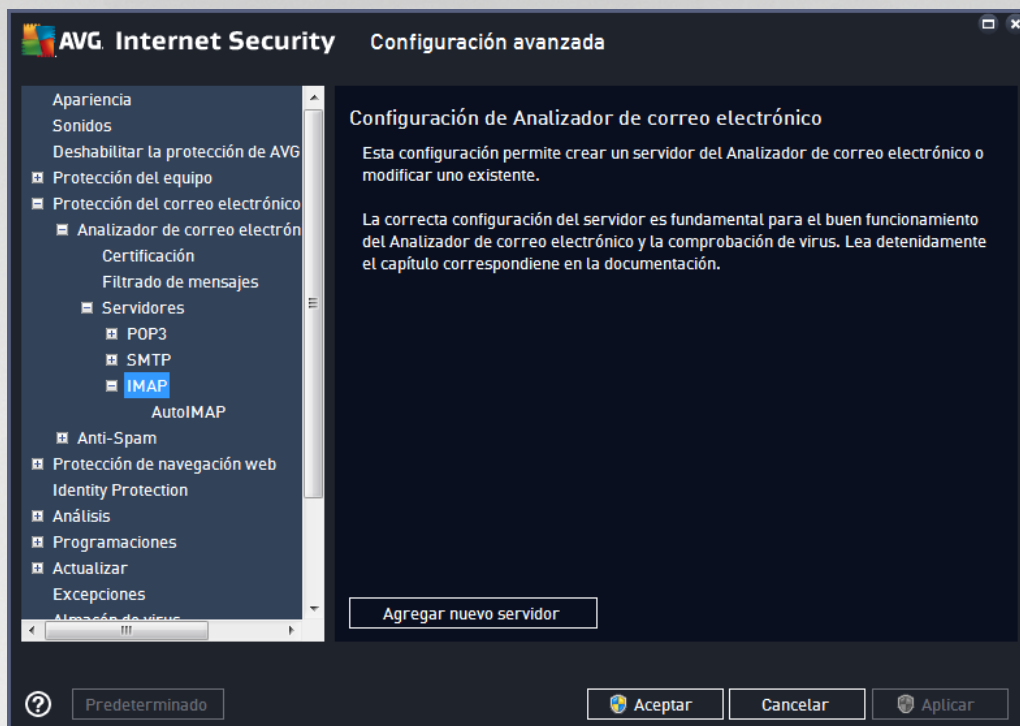 AVG. Internet Security Configuración avanzada
Apariencia
Sonidos
Deshabilitar la protección de AVG
Protección del equipo
Protección del correo electrónico
Analizador de correo electrón
Certificación
Filtrado de mensajes
Servidores
POP3
SMTP
IMAP
AutoIMAP
Anti-Spam
Protección de navegación web
Identity Protection
Análisis
Programaciones
Actualizar
Excepciones
Almacén de virus
Configuración de Analizador de correo electrónico
Esta configuración permite crear un servidor del Analizador de correo electrónico o
modificar uno existente.
La correcta configuración del servidor es fundamental para el buen funcionamiento
del Analizador de correo electrónico y la comprobación de virus. Lea detenidamente
el capítulo correspondiene en la documentación.
Agregar nuevo servidor
Predeterminado
Aceptar
Cancelar
Aplicar